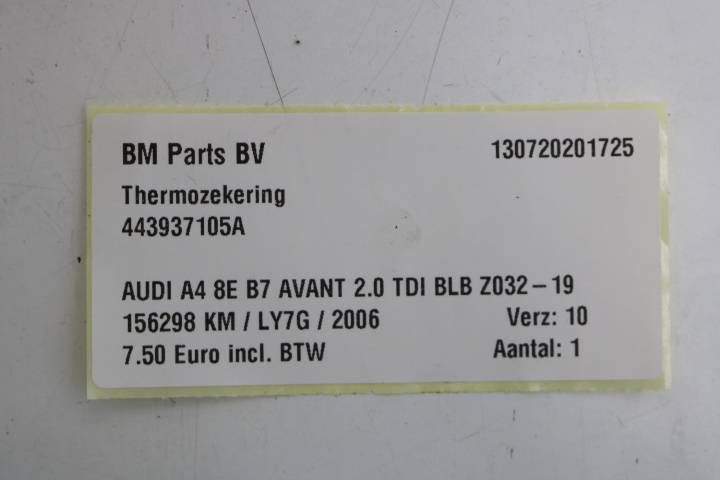 BM Parts BV 130720201725
Thermozekering
443937105A
AUDI A4 8E B7 AVANT 2.0 TDI BLB Z032-19
156298 KM / LY7G / 2006 Verz: 10
7.50 Euro incl. BTW Aantal: 1